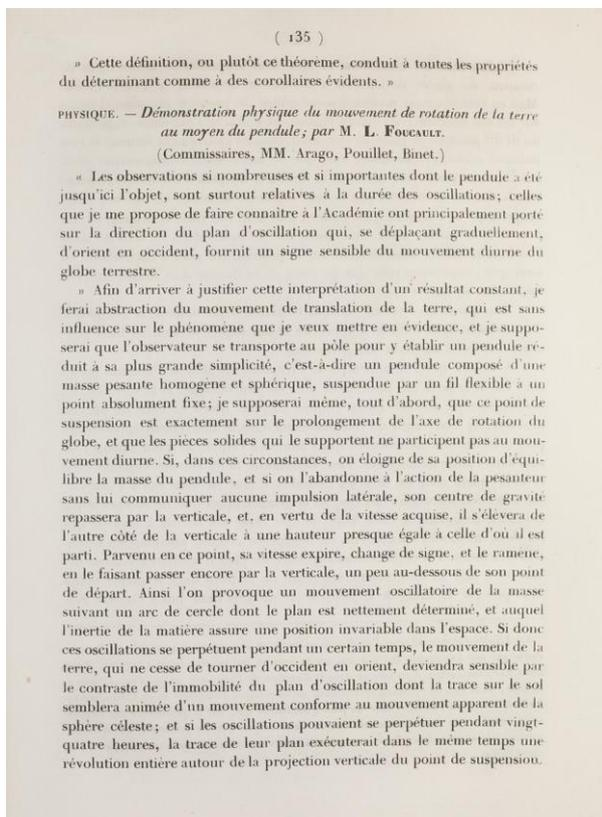 ( 135 )
» Cette définition, ou plutôt ce théorème, conduit à toutes les propriétés
du déterminant comme à des corollaires évidents. »
PHYSIQUE. — Démonstration physique du mouvement de rotation de la terre
au moyen du pendule; par M. L. Foucault.
(Commissaires, MM. Arago, Pouillet, Binet.)
« Les observations si nombreuses et si importantes dont le pendule a été
jusqu'ici l'objet, sont surtout relatives à la durée des oscillations; celles
que je me propose de faire connaître à l'Académie ont principalement porté
sur la direction du plan d'oscillation qui, se déplaçant graduellement,
d'orient en occident, fournit un signe sensible du mouvement diurne du
globe terrestre.
» Afin d'arriver à justifier cette interprétation d'un résultat constant, je
ferai abstraction du mouvement de translation de la terre, qui est sans
influence sur le phénomène que je veux mettre en évidence, et je suppo-
serai que l'observateur se transporte au pôle pour y établir un pendule ré-
duit à sa plus grande simplicité, c'est-à-dire un pendule composé d'une
masse pesante homogène et sphérique, suspendue par un fil flexible à un
point absolument fixe; je supposerai même, tout d'abord, que ce point de
suspension est exactement sur le prolongement de l'axe de rotation du
globe, et que les pièces solides qui le supportent ne participent pas au mou-
vement diurne. Si, dans ces circonstances, on éloigne de sa position d'équi-
libre la masse du pendule, et si on l'abandonne à l'action de la pesanteur
sans lui communiquer aucune impulsion latérale, son centre de gravité
repassera par la verticale, et, en vertu de la vitesse acquise, il s'élèvera de
l'autre côté de la verticale à une hauteur presque égale à celle d'où il est
parti. Parvenu en ce point, sa vitesse expire, change de signe, et le ramène,
en le faisant passer encore par la verticale, un peu au-dessous de son point
de départ. Ainsi l'on provoque un mouvement oscillatoire de la masse
suivant un arc de cercle dont le plan est nettement déterminé, et auquel
l'inertie de la matière assure une position invariable dans l'espace. Si donc
ces oscillations se perpétuent pendant un certain temps, le mouvement de la
terre, qui ne cesse de tourner d'occident en orient, deviendra sensible par
le contraste de l'immobilité du plan d'oscillation dont la trace sur le sol
semblera animée d'un mouvement conforme au mouvement apparent de la
sphère céleste; et si les oscillations pouvaient se perpétuer pendant vingt-
quatre heures, la trace de leur plan exécuterait dans le même temps une
révolution entière autour de la projection verticale du point de suspension.